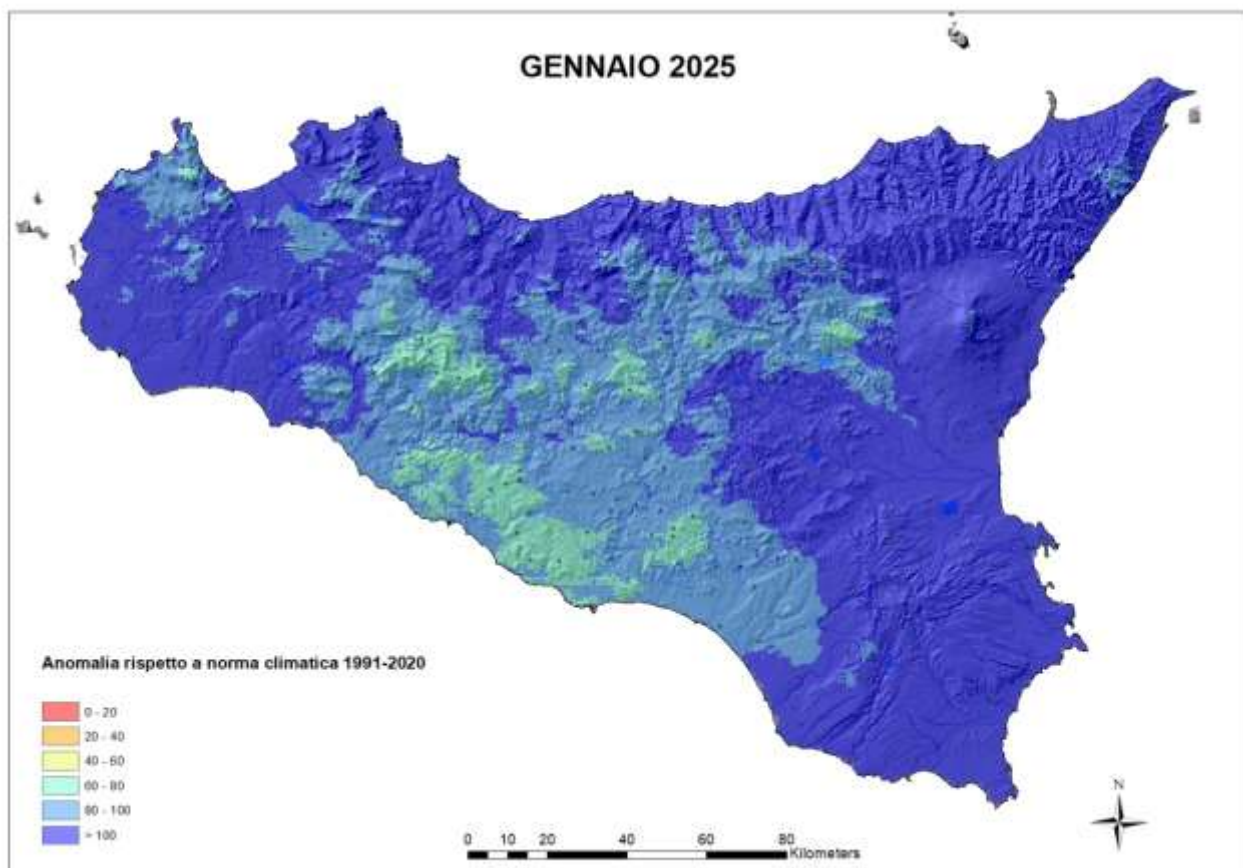 GENNAIO 2025
Anomalia rispetto a norma climatica 1991-2020
0 - 20
20 - 40
40 - 60
60 - 80
80 - 100
> 100
N
0 10 20 40 60 80
Kilometers